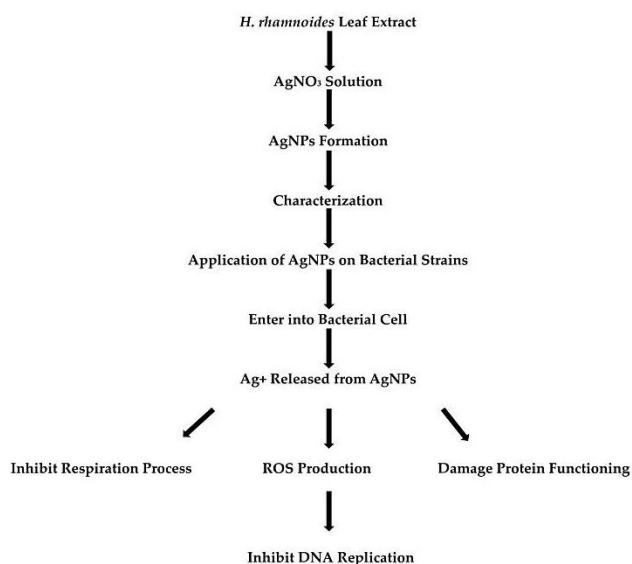 H. rhamnoides Leaf Extract
AgNO₃ Solution
AgNPs Formation
Characterization
Application of AgNPs on Bacterial Strains
Enter into Bacterial Cell
Ag+ Released from AgNPs
Inhibit Respiration Process
ROS Production
Damage Protein Functioning
Inhibit DNA Replication